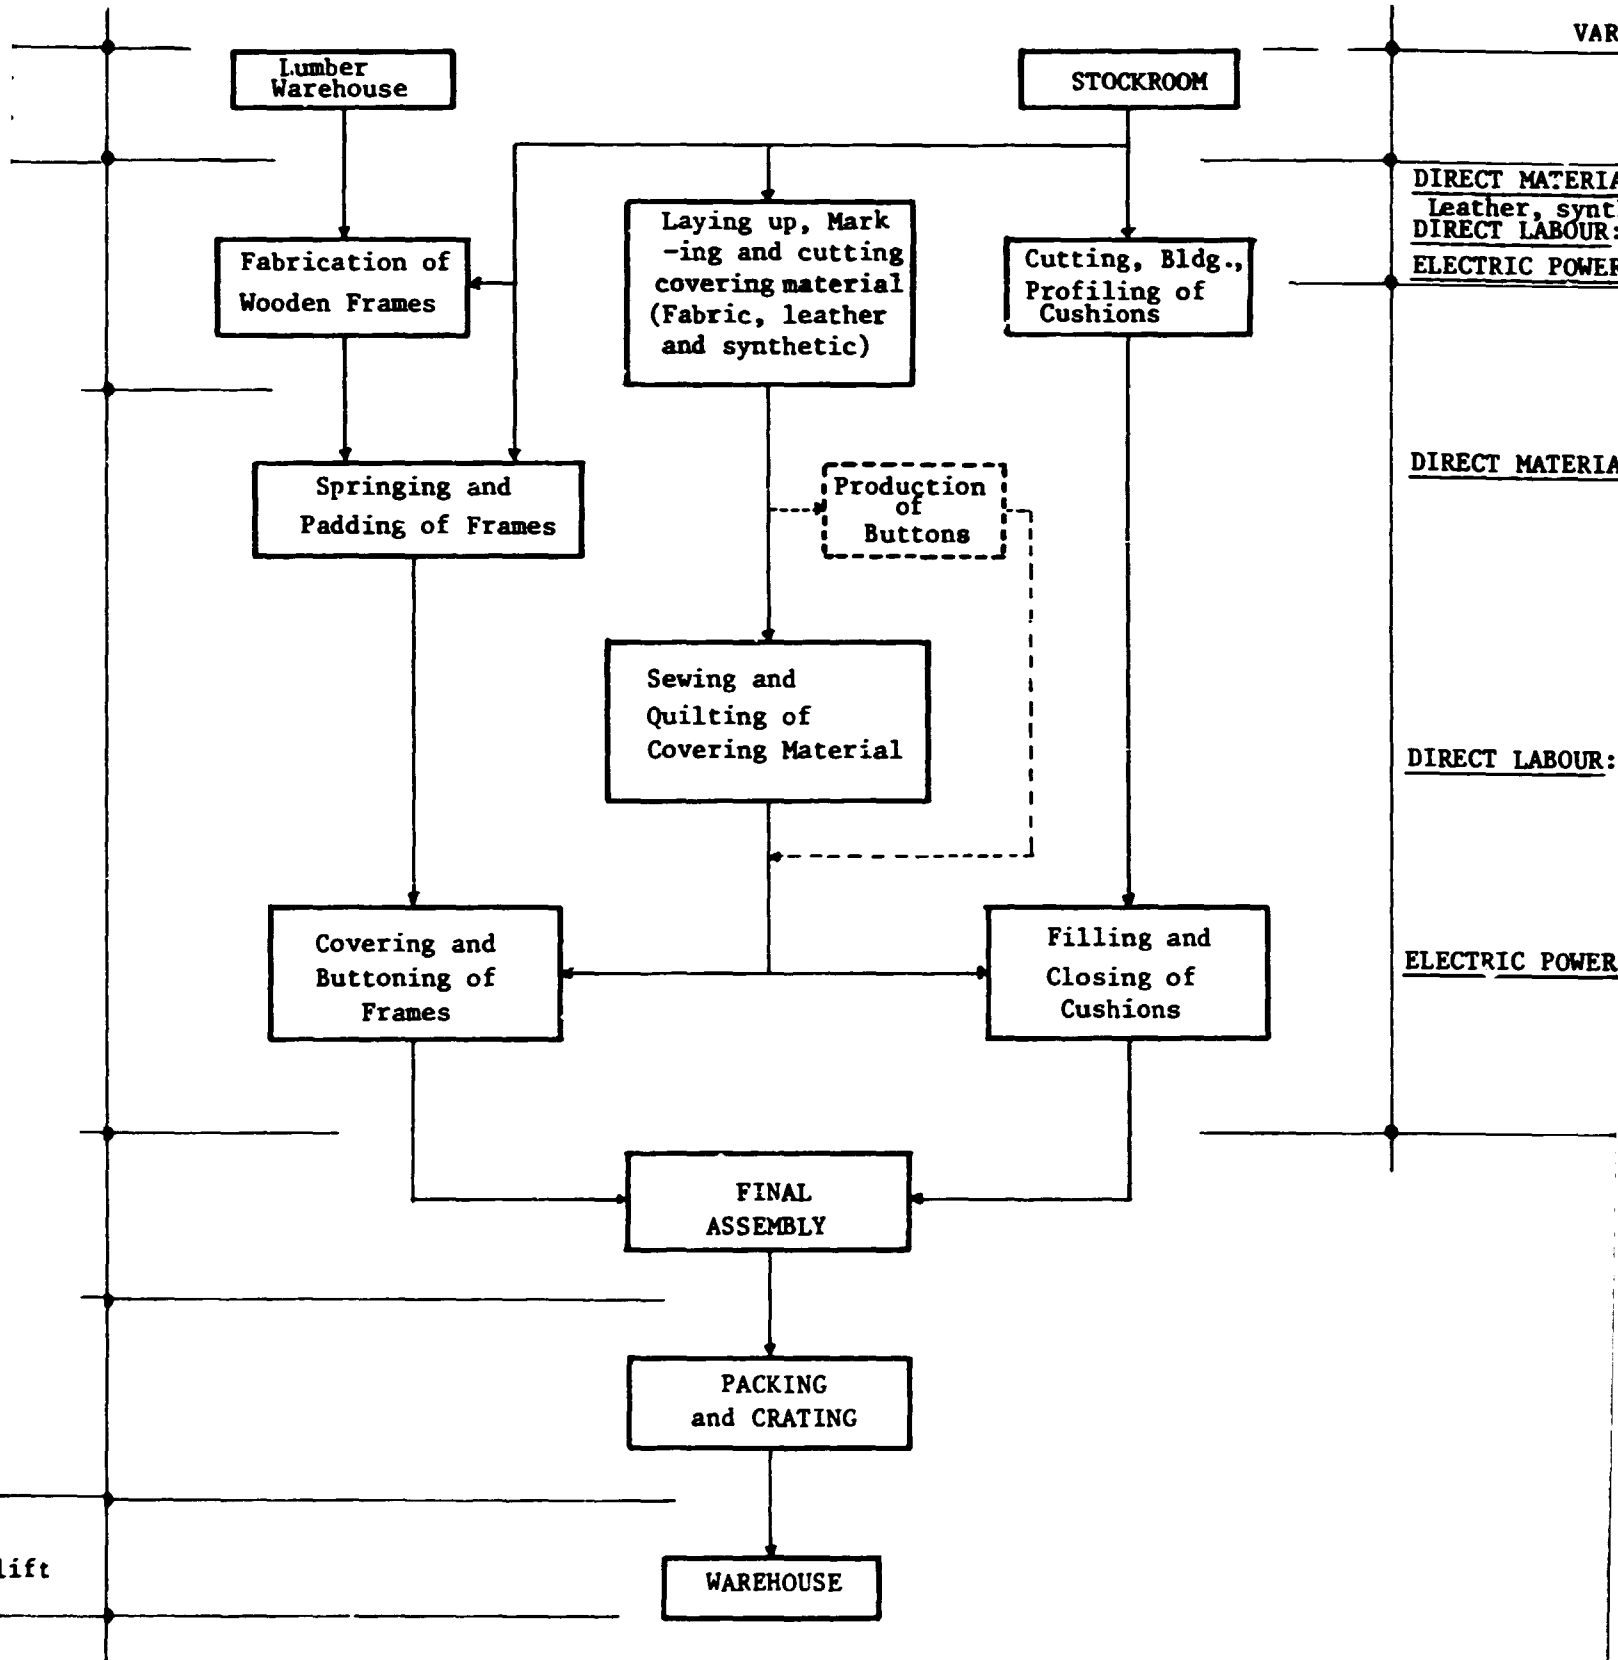 VAR
Lumber
Warehouse
STOCKROOM
DIRECT MATERIA
Leather, synt
DIRECT LABOUR:
ELECTRIC POWER
Laying up, Mark
-ing and cutting
covering material
(Fabric, leather
and synthetic)
Fabrication of
Wooden Frames
Cutting, Bldg.,
Profiling of
Cushions
DIRECT MATERIA
Springing and
Padding of Frames
Production
of
Buttons
Sewing and
Quilting of
Covering Material
DIRECT LABOUR:
Covering and
Buttoning of
Frames
Filling and
Closing of
Cushions
ELECTRIC POWER
FINAL
ASSEMBLY
PACKING
and CRATING
lift
WAREHOUSE